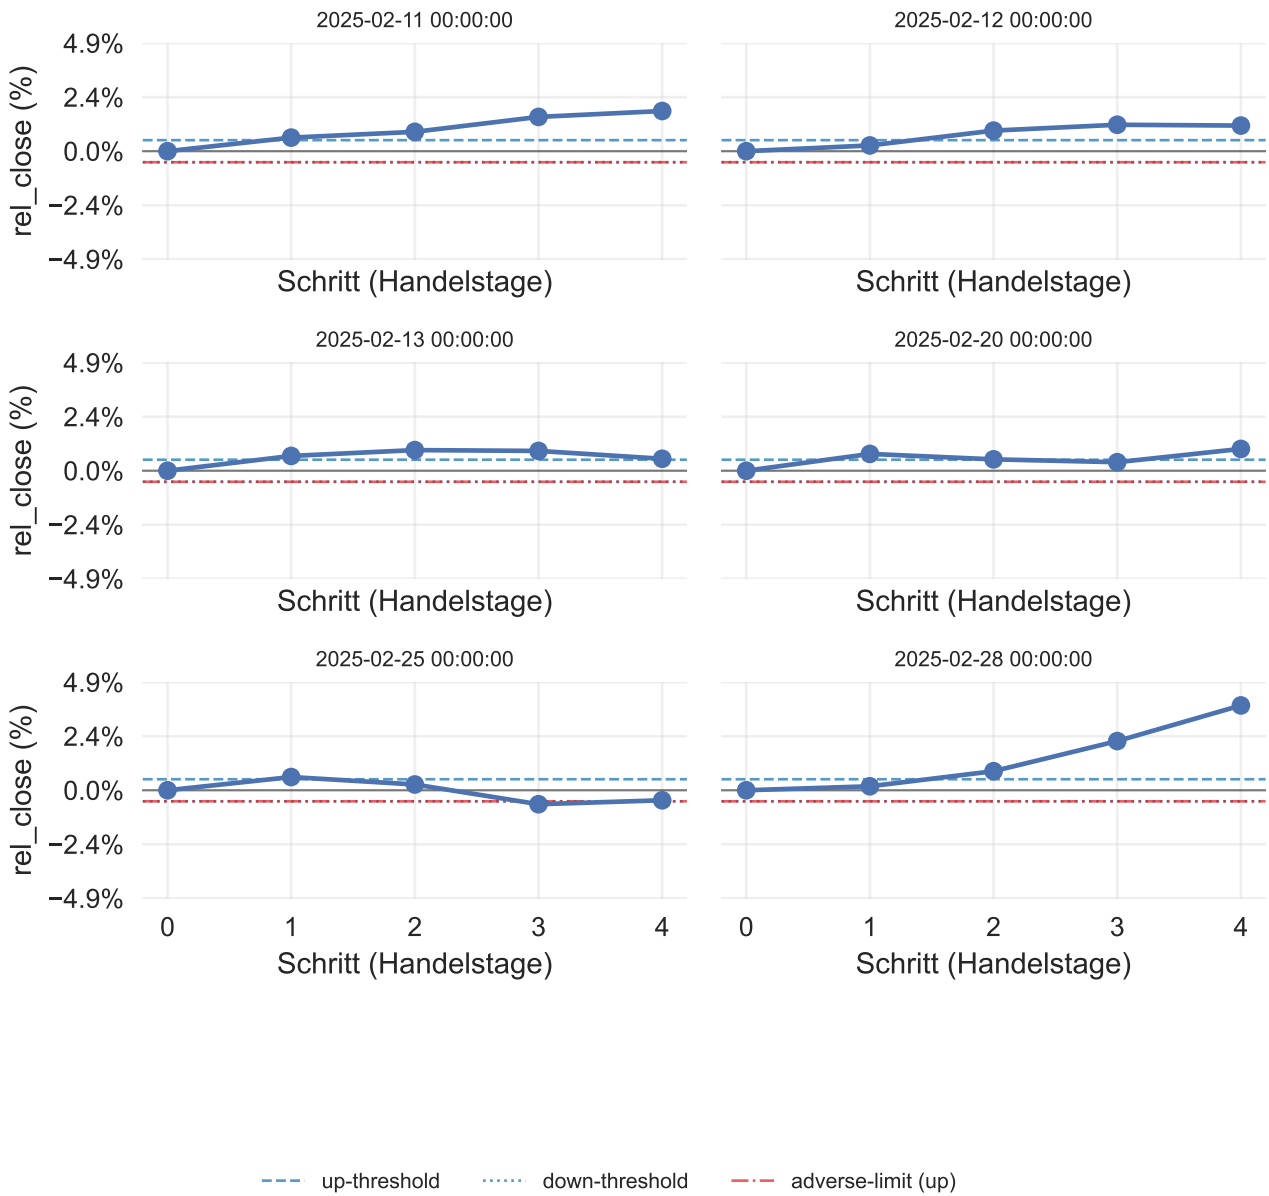 2025-02-11 00:00:00
2025-02-12 00:00:00
4.9%
2.4%
0.0%
−2.4%
−4.9%
rel_close (%)
Schritt (Handelstage)
Schritt (Handelstage)
2025-02-13 00:00:00
2025-02-20 00:00:00
4.9%
2.4%
0.0%
−2.4%
−4.9%
rel_close (%)
Schritt (Handelstage)
Schritt (Handelstage)
2025-02-25 00:00:00
2025-02-28 00:00:00
4.9%
2.4%
0.0%
−2.4%
−4.9%
rel_close (%)
0 1 2 3 4
0 1 2 3 4
Schritt (Handelstage)
Schritt (Handelstage)
up-threshold down-threshold adverse-limit (up)